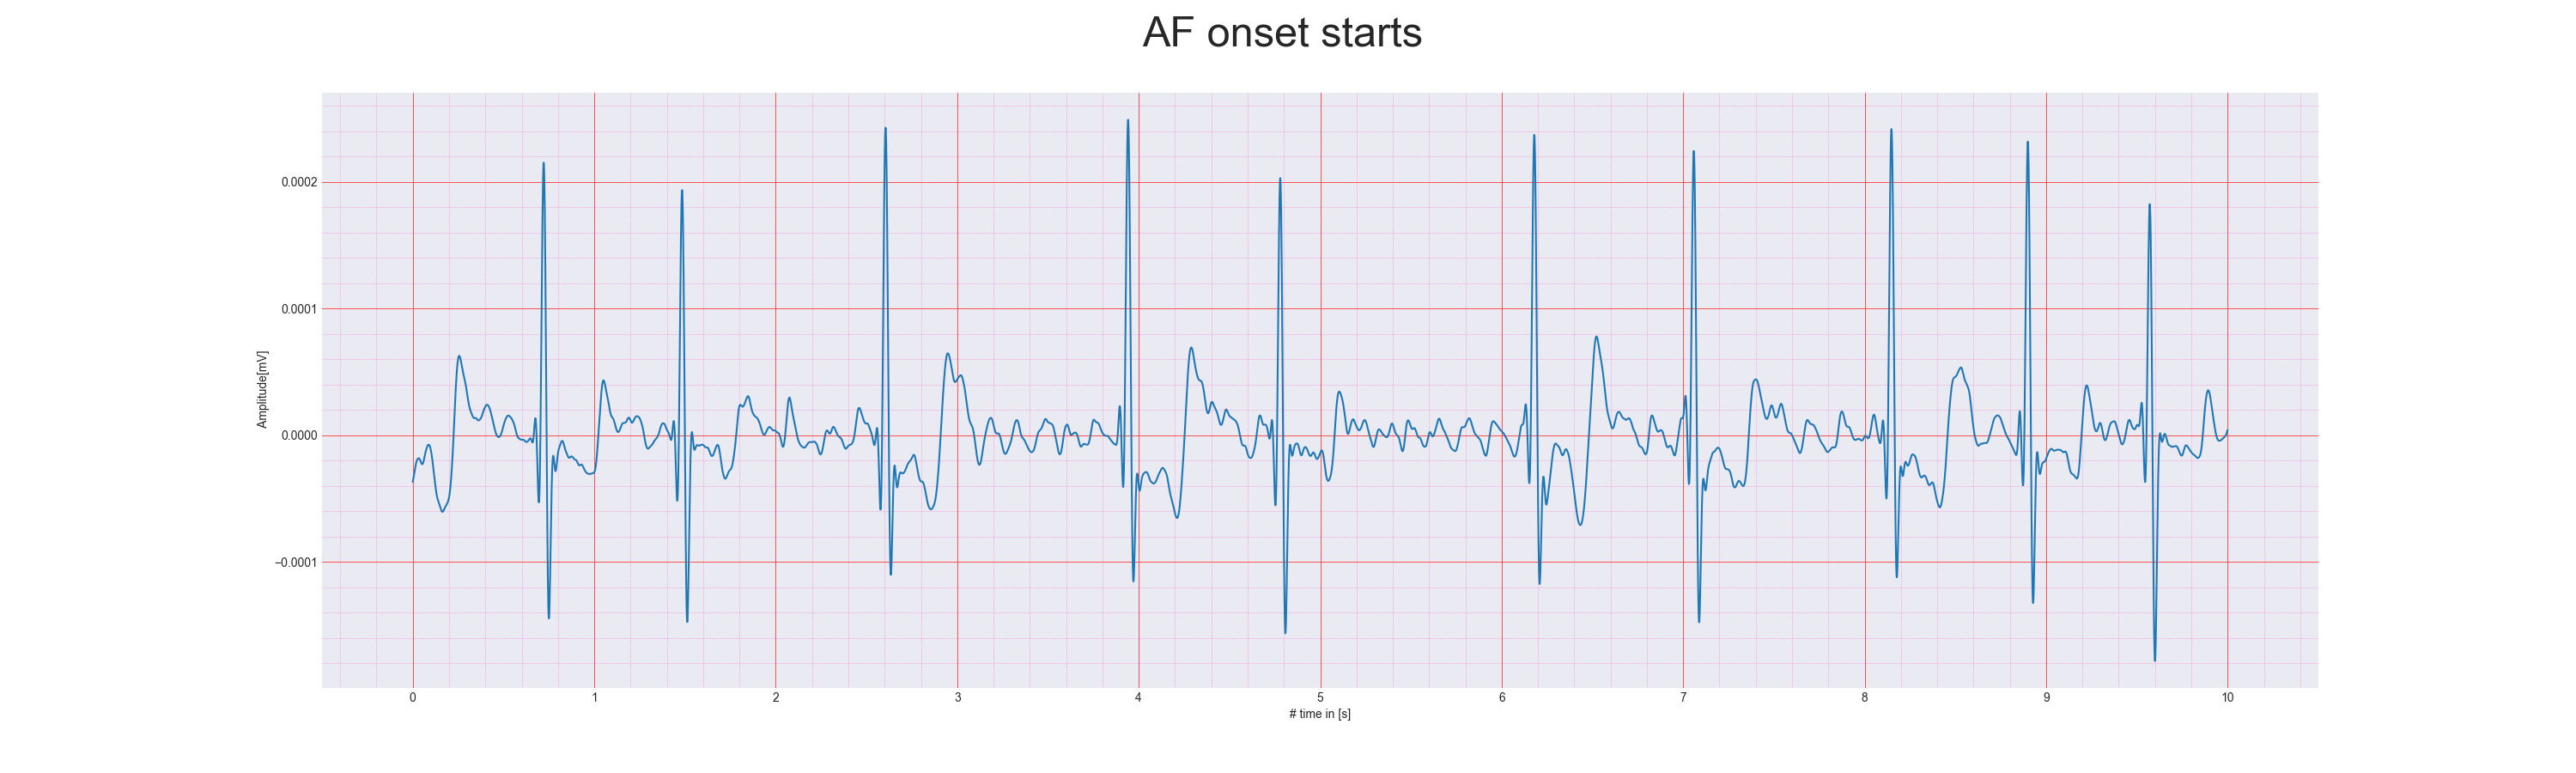 AF onset starts
0.0002
0.0001
0.0000
−0.0001
Amplitude[mV]
0 1 2 3 4 5 6 7 8 9 10
# time in [s]